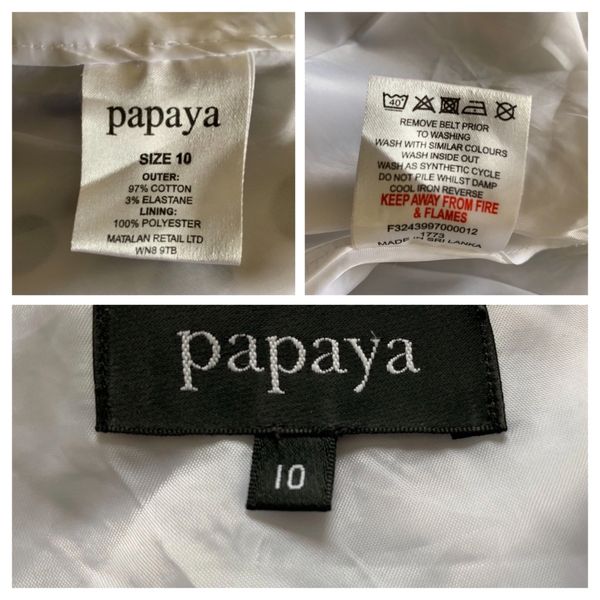 papaya
SIZE 10
OUTER:
97% COTTON
3% ELASTANE
LINING:
100% POLYESTER
MATALAN RETAIL LTD
WN8 9TB
40°
REMOVE BELT PRIOR
TO WASHING
WASH WITH SIMILAR COLOURS
WASH INSIDE OUT
WASH AS SYNTHETIC CYCLE
DO NOT PILE WHILST DAMP
COOL IRON REVERSE
KEEP AWAY FROM FIRE
& FLAMES
F3243997000012
1773
MADE IN SRI LANKA
papaya
10